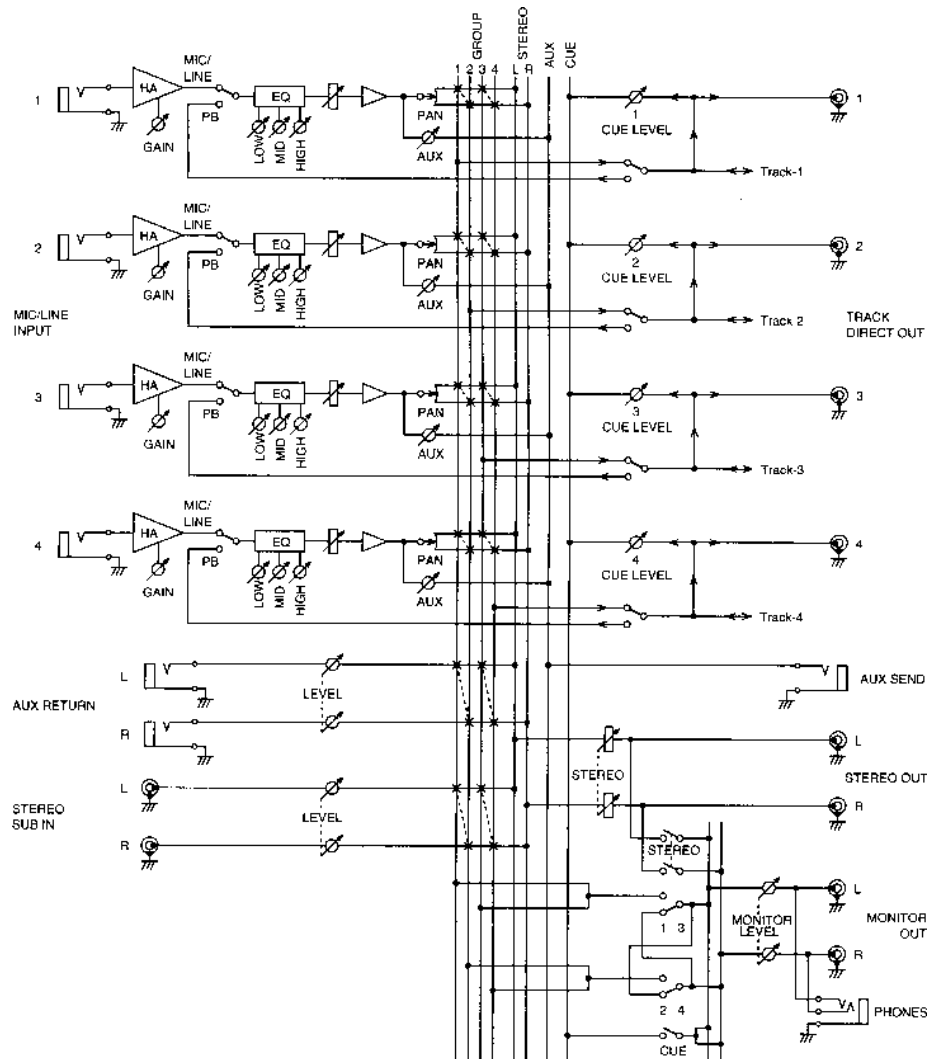 GROUP STEREO AUX CUE
1 2 3 4 L R
MIC/
LINE
1 HA EQ PAN 1 1
PB CUE LEVEL
GAIN LOW MID HIGH AUX
Track-1
MIC/
LINE
2 HA EQ PAN 2 2
PB CUE LEVEL
GAIN LOW MID HIGH AUX
MIC/LINE
INPUT
Track 2
TRACK
DIRECT OUT
MIC/
LINE
3 HA EQ PAN 3 3
PB CUE LEVEL
GAIN LOW MID HIGH AUX
Track-3
MIC/
LINE
4 HA EQ PAN 4 4
PB CUE LEVEL
GAIN LOW MID HIGH AUX
Track-4
AUX RETURN
L
LEVEL
R
AUX SEND
STEREO
L
STEREO OUT
R
STEREO
SUB IN
L
LEVEL
R
STEREO
1 3
MONITOR
LEVEL
L
MONITOR
OUT
R
2 4
PHONES
CUE